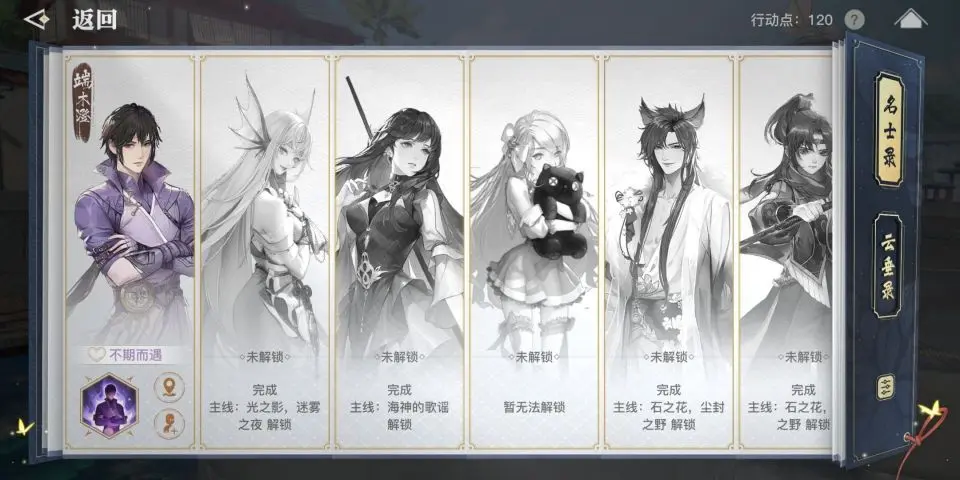 返回
行动点：120
?
端木澄
不期而遇
◇未解锁◇
完成
主线：光之影，迷雾
之夜 解锁
◇未解锁◇
完成
主线：海神的歌谣
解锁
◇未解锁◇
暂无法解锁
◇未解锁◇
完成
主线：石之花，尘封
之野 解锁
◇未解锁◇
完成
主线：石之花，
之野 解锁
名士录
云垂录